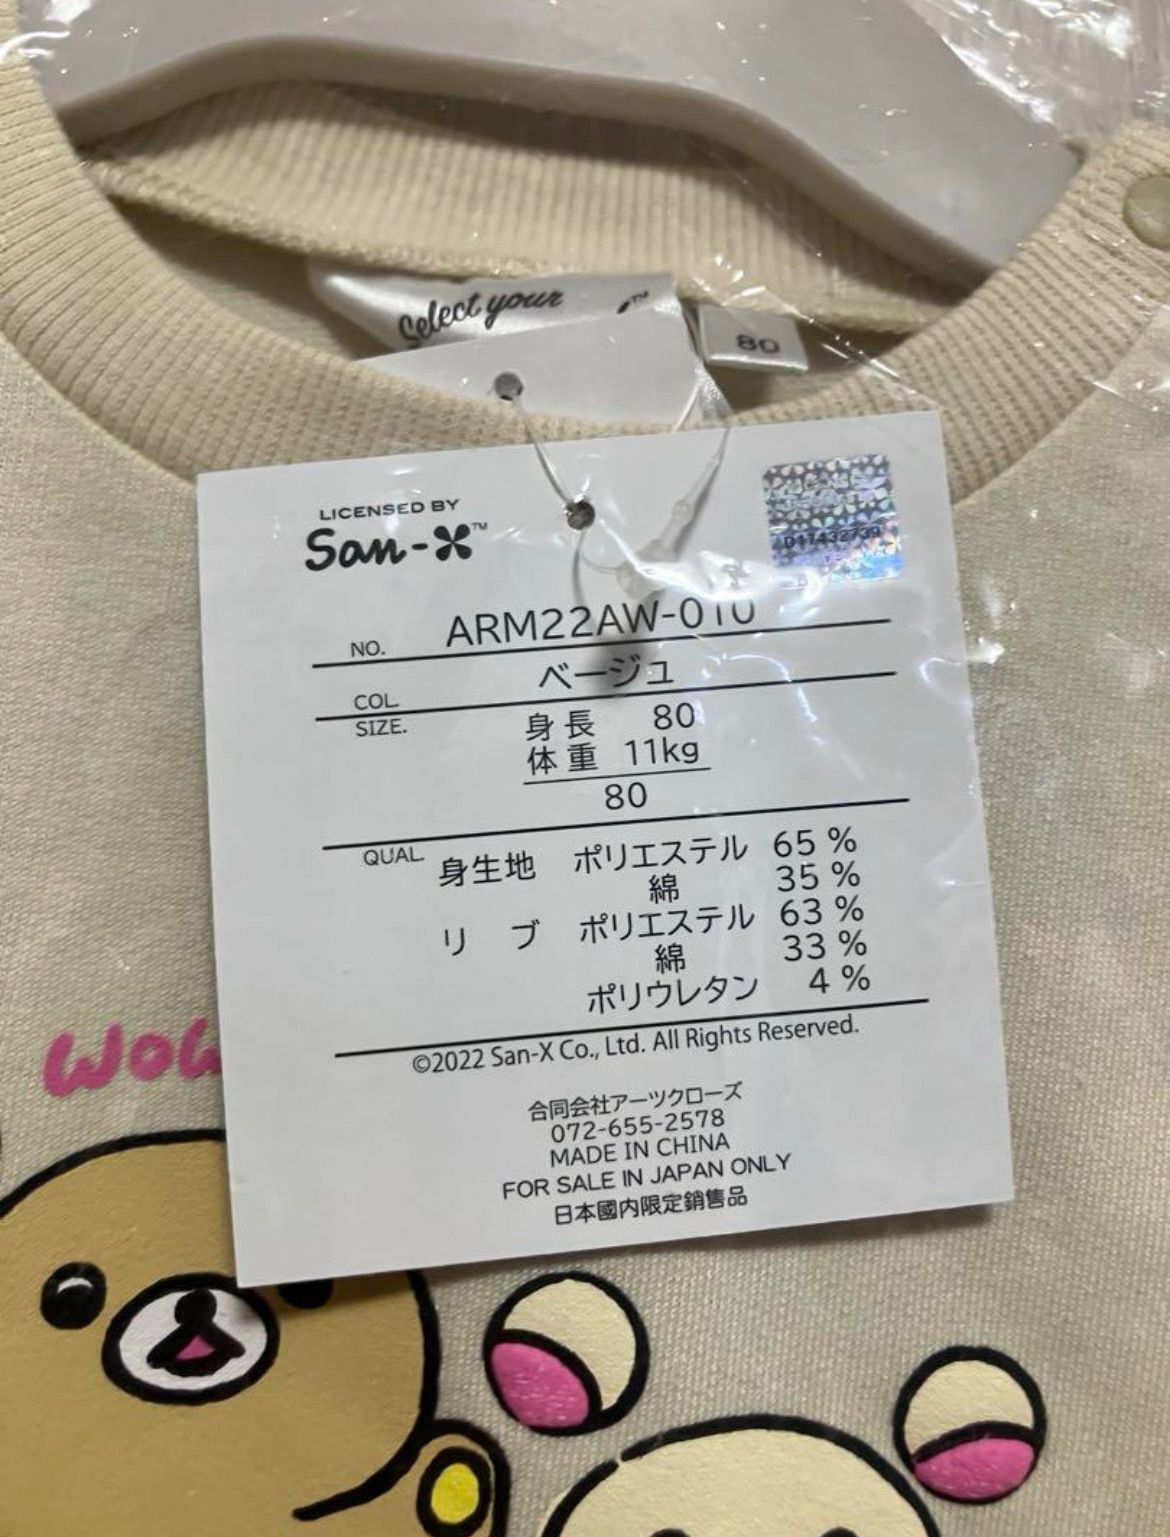 Select your
TM
80
LICENSED BY
San-X™
D17432739
NO. ARM22AW-010
COL. ベージュ
SIZE. 身長 80
体重 11kg
80
QUAL. 身生地 ポリエステル 65 %
綿 35 %
リブ ポリエステル 63 %
綿 33 %
ポリウレタン 4 %
©2022 San-X Co., Ltd. All Rights Reserved.
合同会社アーツクローズ
072-655-2578
MADE IN CHINA
FOR SALE IN JAPAN ONLY
日本國内限定銷售品